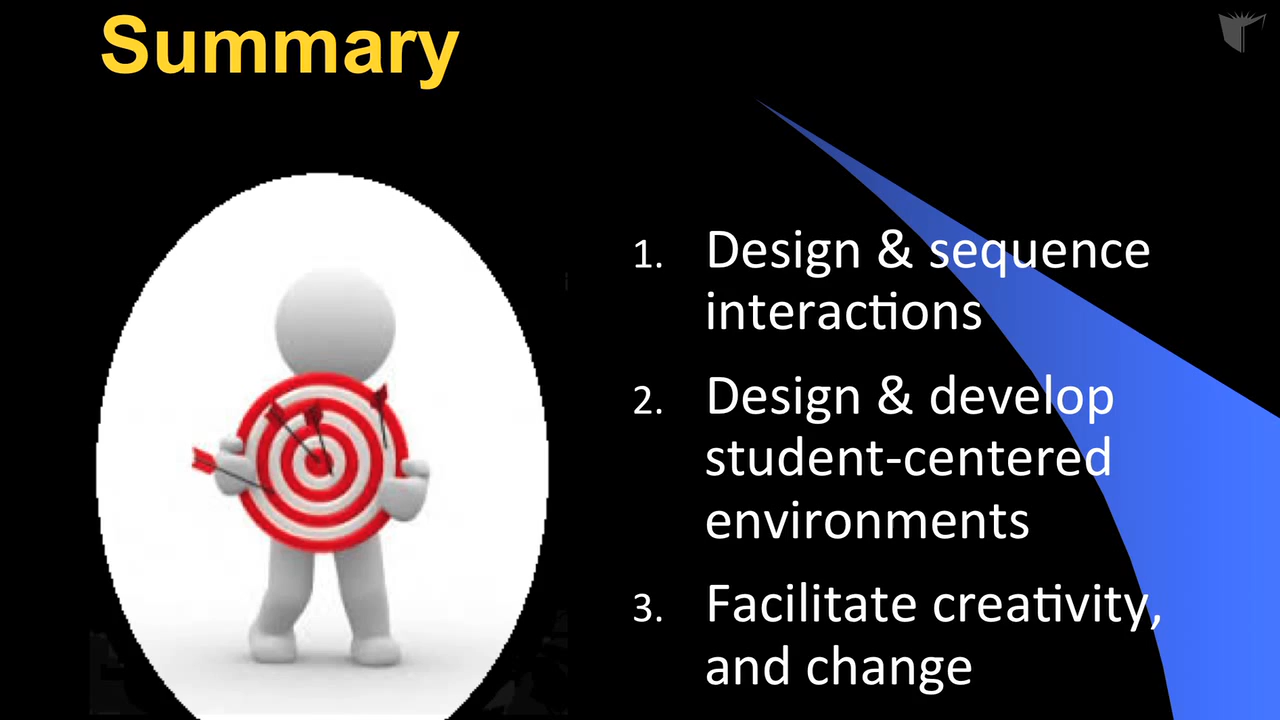 Summary
1. Design & sequence
interactions
2. Design & develop
student-centered
environments
3. Facilitate creativity,
and change